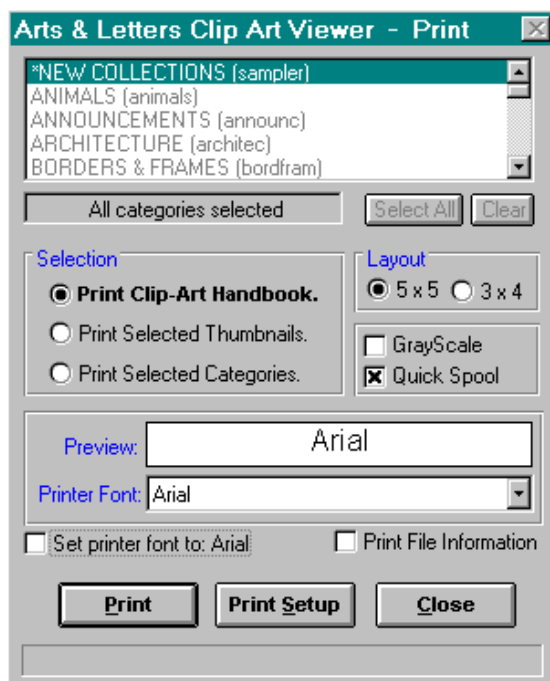 Arts & Letters Clip Art Viewer - Print
*NEW COLLECTIONS (sampler)
ANIMALS (animals)
ANNOUNCEMENTS (announc)
ARCHITECTURE (architec)
BORDERS & FRAMES (bordfram)
All categories selected Select All Clear
Selection Layout
Print Clip-Art Handbook. 5 x 5 3 x 4
Print Selected Thumbnails. GrayScale
Print Selected Categories. Quick Spool
Preview: Arial
Printer Font: Arial
Set printer font to: Arial Print File Information
Print Print Setup Close